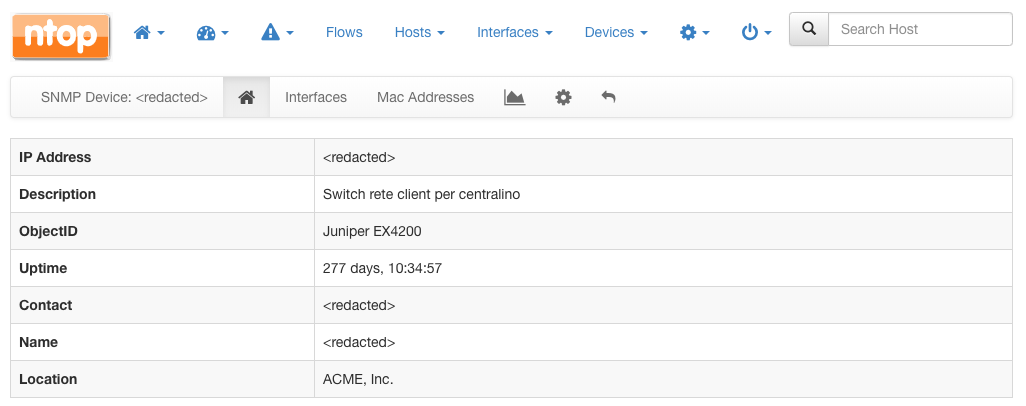 ntop Flows Hosts Interfaces Devices Search Host
SNMP Device: <redacted> Interfaces Mac Addresses
IP Address <redacted>
Description Switch rete client per centralino
ObjectID Juniper EX4200
Uptime 277 days, 10:34:57
Contact <redacted>
Name <redacted>
Location ACME, Inc.